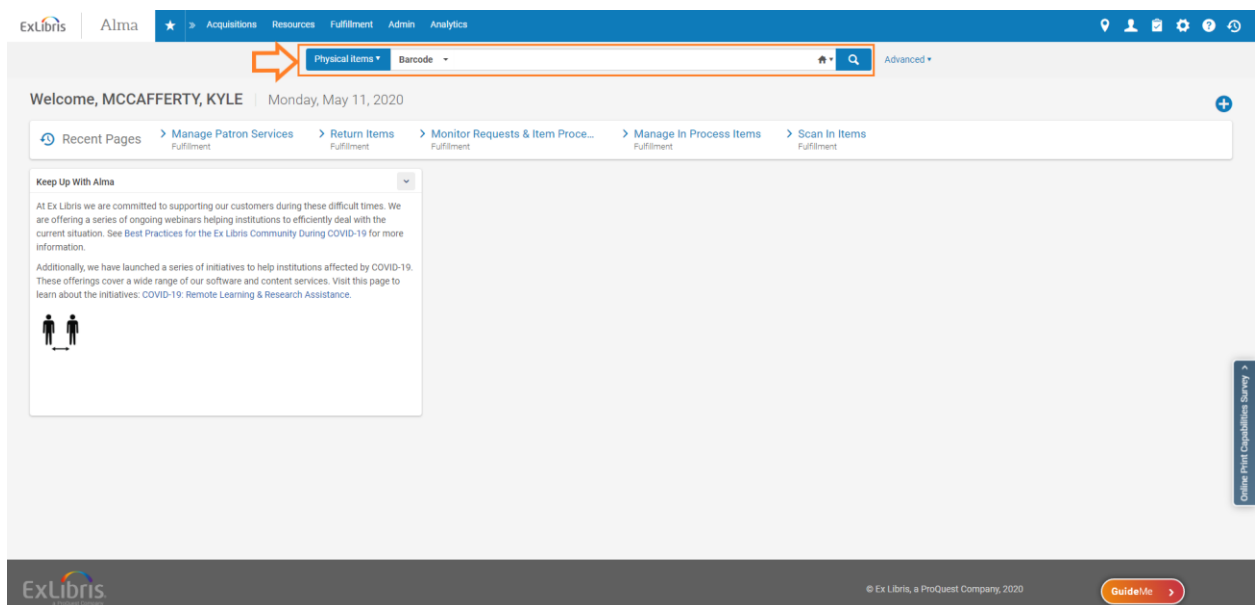 ExLibris Alma ★ » Acquisitions Resources Fulfillment Admin Analytics
Physical items Barcode Advanced
Welcome, MCCAFFERTY, KYLE Monday, May 11, 2020
Recent Pages
Manage Patron Services
Fulfillment
Return Items
Fulfillment
Monitor Requests & Item Proce...
Fulfillment
Manage In Process Items
Fulfillment
Scan In Items
Fulfillment
Keep Up With Alma
At Ex Libris we are committed to supporting our customers during these difficult times. We
are offering a series of ongoing webinars helping institutions to efficiently deal with the
current situation. See Best Practices for the Ex Libris Community During COVID-19 for more
information.
Additionally, we have launched a series of initiatives to help institutions affected by COVID-19.
These offerings cover a wide range of our software and content services. Visit this page to
learn about the initiatives: COVID-19: Remote Learning & Research Assistance.
Online Print Capabilities Survey
ExLibris
© Ex Libris, a ProQuest Company, 2020
GuideMe